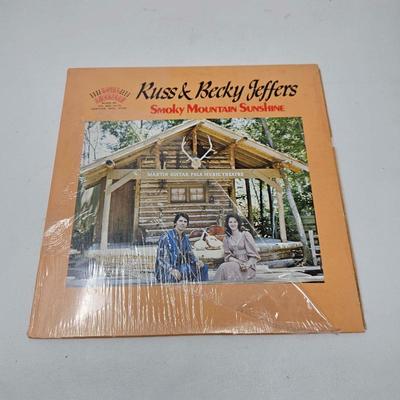 Russ & Becky Jeffers
SMOKY MOUNTAIN SUNSHINE
MARTIN GUITAR FOLK MUSIC THEATRE